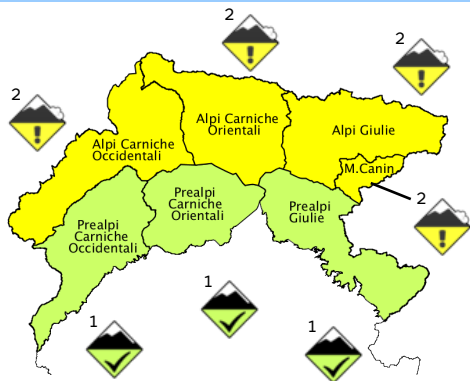 2
2
2
Alpi Carniche
Orientali
Alpi Giulie
Alpi Carniche
Occidentali
M.Canin
2
Prealpi
Carniche
Orientali
Prealpi
Giulie
Prealpi
Carniche
Occidentali
1
1
1